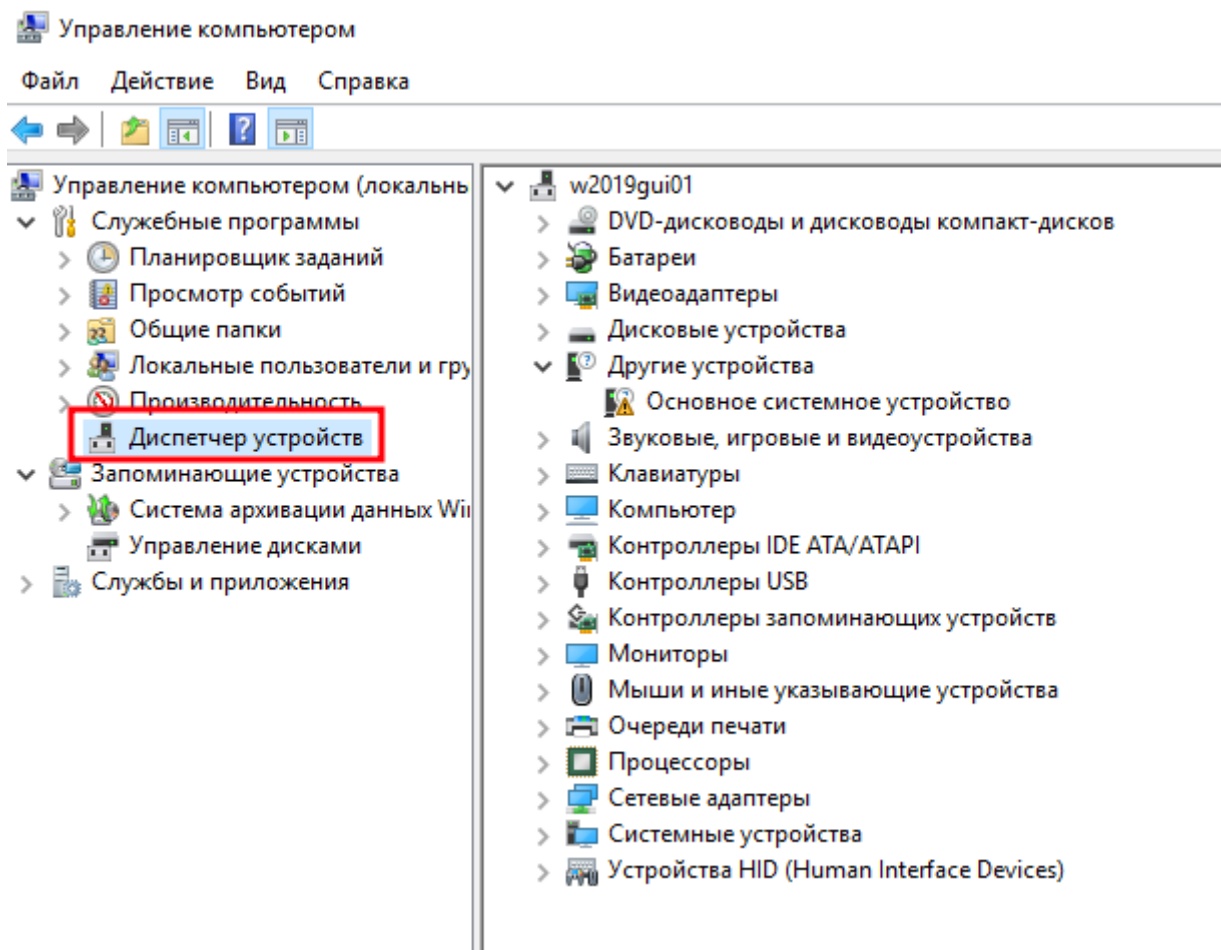 Управление компьютером
Файл Действие Вид Справка
Управление компьютером (локальнь
Служебные программы
Планировщик заданий
Просмотр событий
Общие папки
Локальные пользователи и гру
Производительность
Диспетчер устройств
Запоминающие устройства
Система архивации данных Wi
Управление дисками
Службы и приложения
w2019gui01
DVD-дисководы и дисководы компакт-дисков
Батареи
Видеоадаптеры
Дисковые устройства
Другие устройства
Основное системное устройство
Звуковые, игровые и видеоустройства
Клавиатуры
Компьютер
Контроллеры IDE ATA/ATAPI
Контроллеры USB
Контроллеры запоминающих устройств
Мониторы
Мыши и иные указывающие устройства
Очереди печати
Процессоры
Сетевые адаптеры
Системные устройства
Устройства HID (Human Interface Devices)